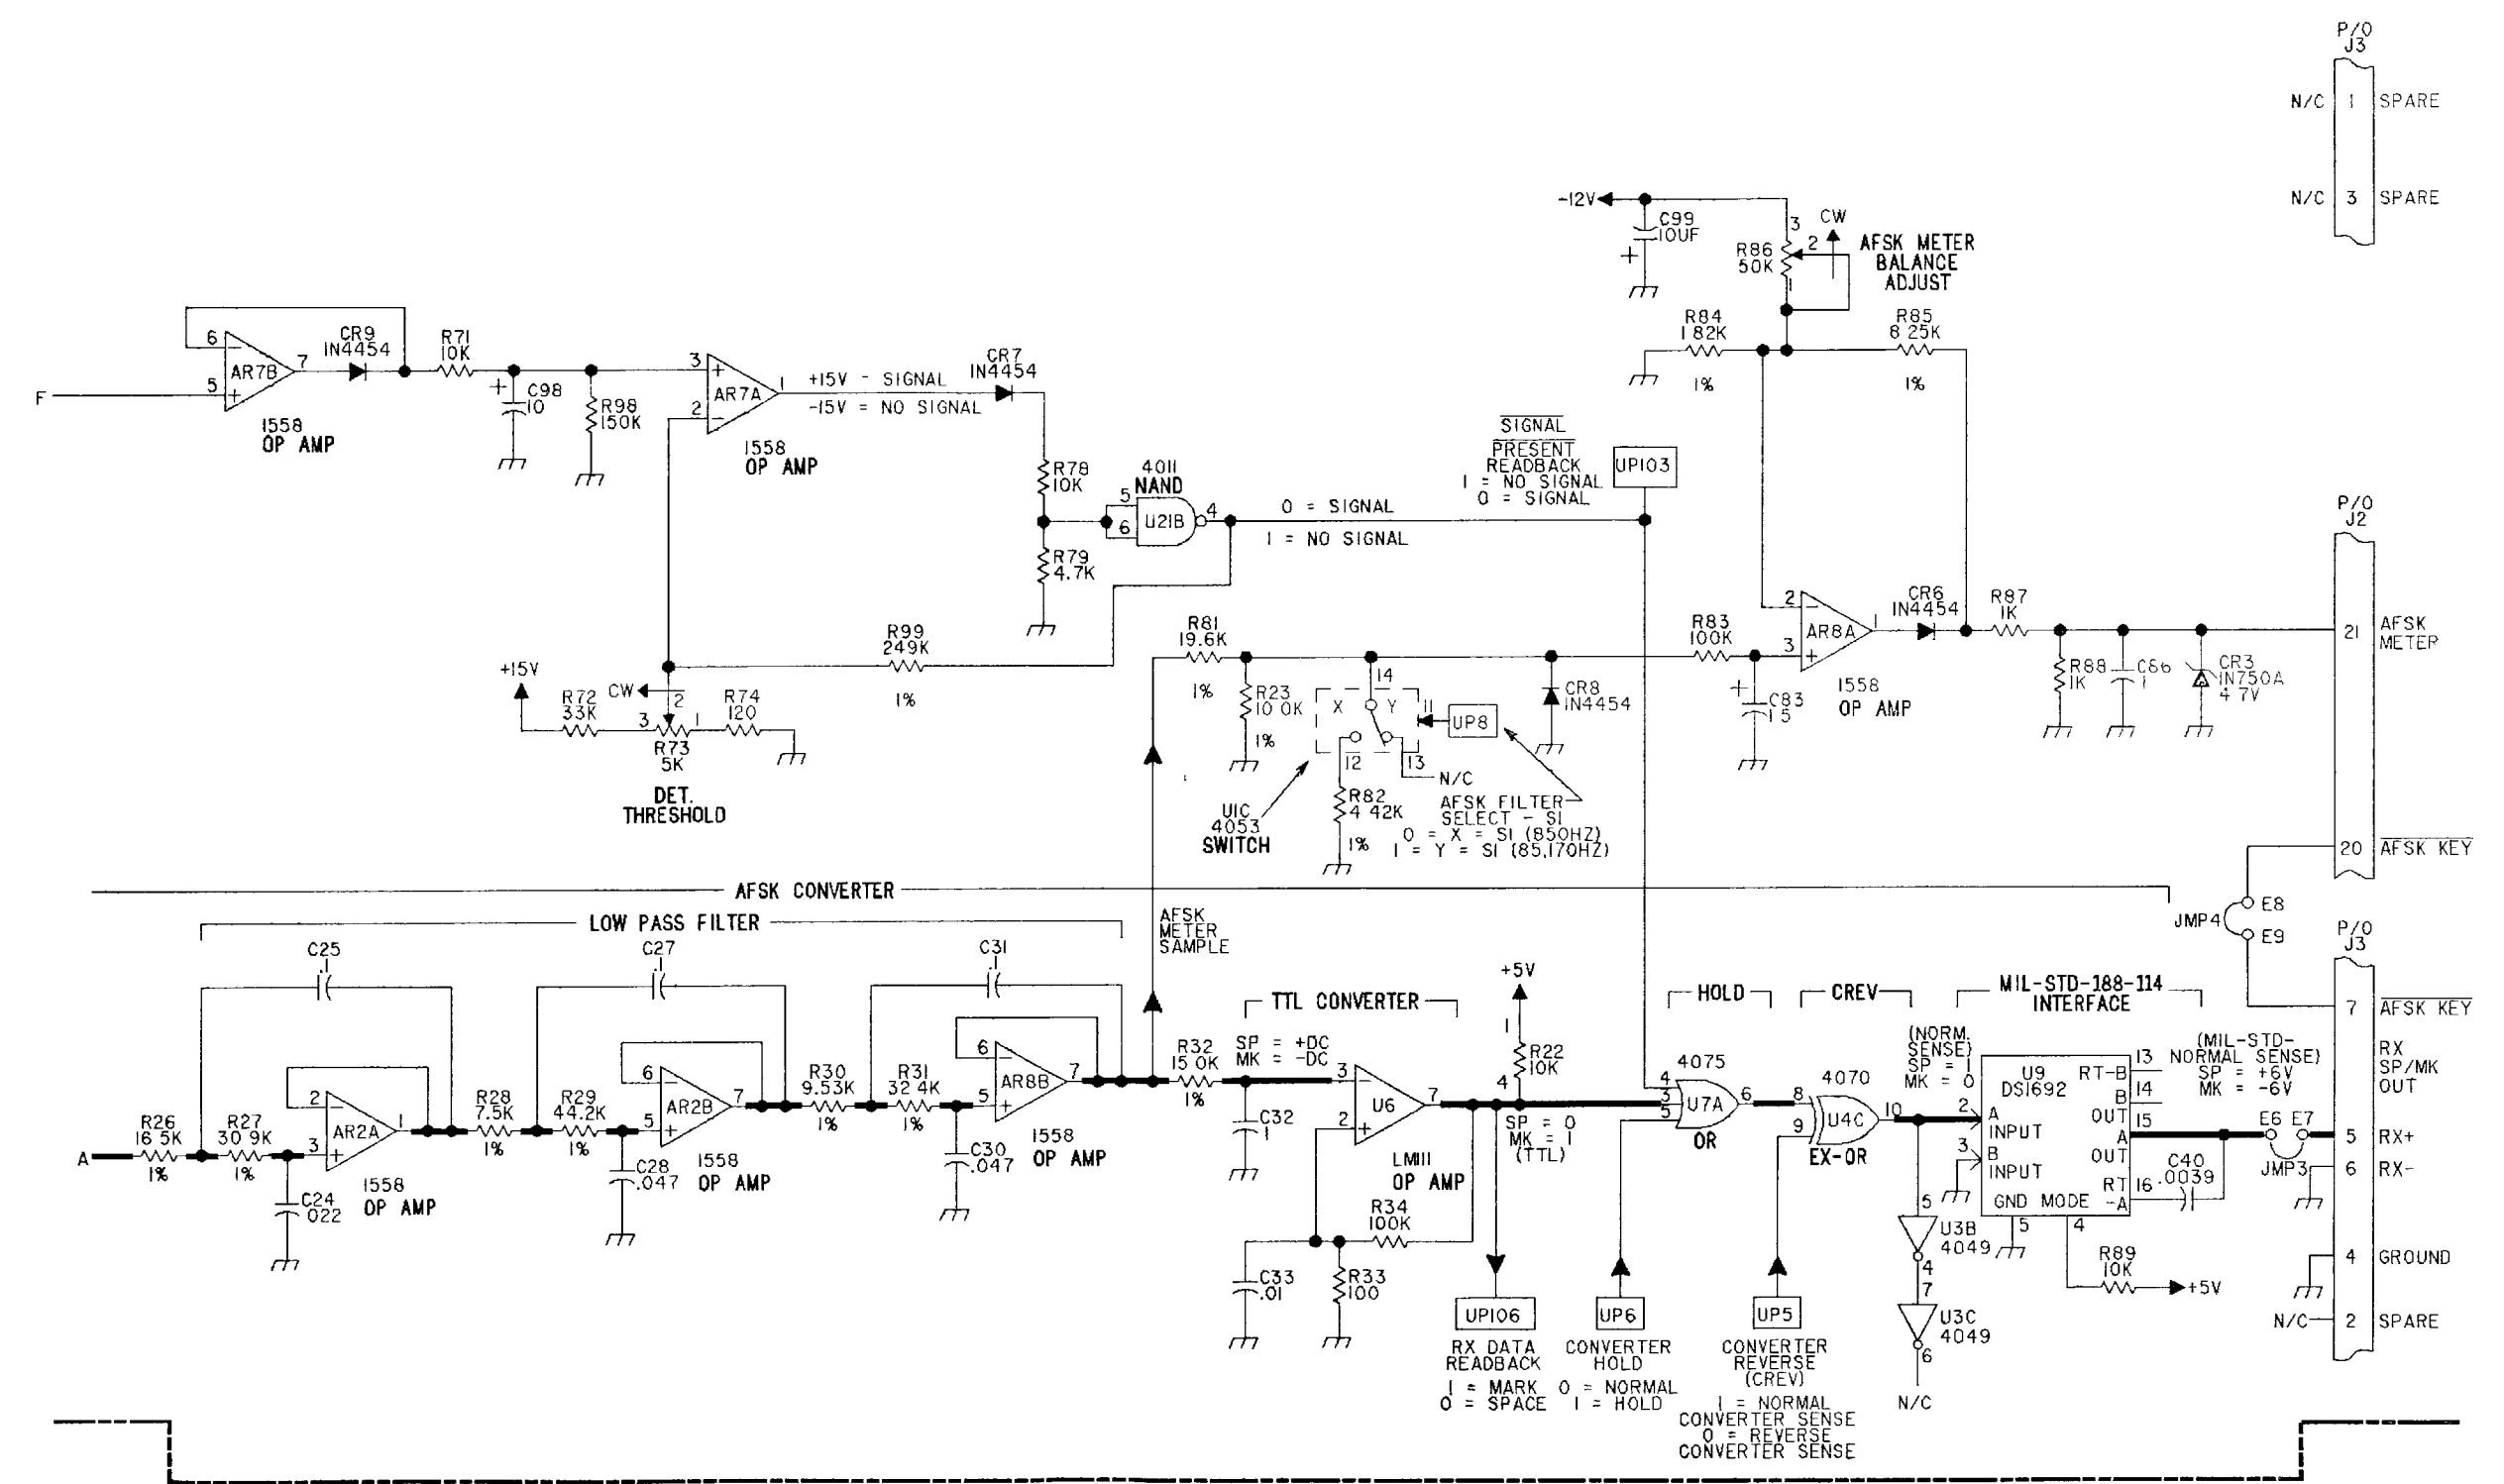 P/O
J3
N/C 1 SPARE
N/C 3 SPARE
-12V
C99
10UF
+
3
R86
50K
2
CW
1
AFSK METER
BALANCE
ADJUST
R84
1.82K
1%
R85
8.25K
1%
F
6
5
7
AR7B
1558
OP AMP
CR9
1N4454
R71
10K
+
C98
10
R98
150K
3
2
1
AR7A
1558
OP AMP
+15V - SIGNAL
-15V = NO SIGNAL
CR7
1N4454
R78
10K
R79
4.7K
4011
NAND
5
6
U21B
4
0 = SIGNAL
1 = NO SIGNAL
SIGNAL
PRESENT
READBACK
1 = NO SIGNAL
0 = SIGNAL
UP103
P/O
J2
R99
249K
1%
+15V
R72
33K
CW
2
3
1
R73
5K
R74
120
DET.
THRESHOLD
R81
19.6K
1%
R23
10.0K
1%
14
X
Y
11
UP8
12
13
N/C
R82
4.42K
1%
U1C
4053
SWITCH
AFSK FILTER
SELECT - S1
0 = X = S1 (850HZ)
1 = Y = S1 (85,170HZ)
CR8
1N4454
R83
100K
+
C83
15
2
3
1
AR8A
1558
OP AMP
CR6
1N4454
R87
1K
R88
1K
C86
.1
CR3
1N750A
4.7V
21 AFSK
METER
20 AFSK KEY
AFSK CONVERTER
LOW PASS FILTER
AFSK
METER
SAMPLE
JMP4
E8
E9
P/O
J3
C25
.1
C27
.1
C31
.1
A
R26
16.5K
1%
R27
30.9K
1%
C24
.022
2
3
1
AR2A
1558
OP AMP
R28
7.5K
1%
R29
44.2K
1%
C28
.047
6
5
7
AR2B
1558
OP AMP
R30
9.53K
1%
R31
32.4K
1%
C30
.047
6
5
7
AR8B
1558
OP AMP
R32
15.0K
1%
TTL CONVERTER
SP = +DC
MK = -DC
C32
.1
3
2
7
U6
LM111
OP AMP
C33
.01
R33
100
R34
100K
+5V
1
R22
10K
4
SP = 0
MK = 1
(TTL)
UP106
RX DATA
READBACK
1 = MARK
0 = SPACE
UP6
CONVERTER
HOLD
0 = NORMAL
1 = HOLD
HOLD
4075
4
3
5
U7A
6
OR
CREV
4070
8
9
U4C
10
EX-OR
UP5
CONVERTER
REVERSE
(CREV)
1 = NORMAL
CONVERTER SENSE
0 = REVERSE
CONVERTER SENSE
(NORM.
SENSE)
SP = 1
MK = 0
5
U3B
4049
4
7
U3C
4049
6
N/C
MIL-STD-188-114
INTERFACE
U9
DS1692
2
A
INPUT
3
B
INPUT
RT-B
13
B
OUT
14
A
OUT
15
RT
-A
16
GND
5
MODE
4
R89
10K
+5V
(MIL-STD-
NORMAL SENSE)
SP = +6V
MK = -6V
C40
.0039
E6 E7
JMP3
7 AFSK KEY
RX
SP/MK
OUT
5 RX+
6 RX-
4 GROUND
N/C 2 SPARE